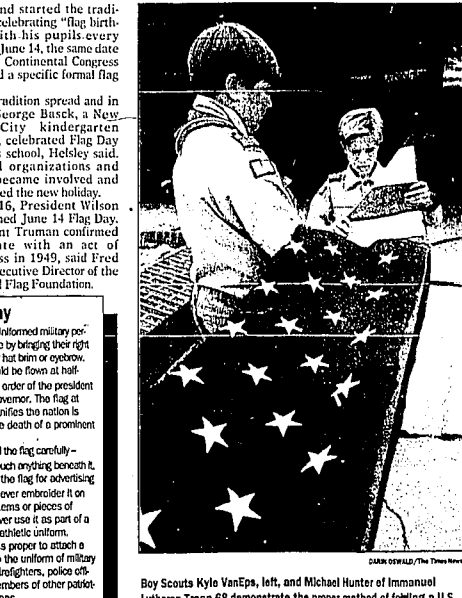 nd started the tradi-
celebrating "flag birth-
ith his pupils every
June 14, the same date
Continental Congress
d a specific formal flag
radition spread and in
George Basck, a New
City kindergarten
, celebrated Flag Day
s school, Helsley said.
l organizations and
became involved and
ed the new holiday.
16, President Wilson
ned June 14 Flag Day.
nt Truman confirmed
ate with an act of
ss in 1949, said Fred
ecutive Director of the
l Flag Foundation.
ny
niformed military per-
e by bringing their right
hat brim or eyebrow.
ld be flown at half-
order of the president
overnor. The flag at
nifies the nation is
e death of a prominent
l the flag carefully –
uch anything beneath it.
the flag for advertising
ever embroider it on
ems or pieces of
ver use it as part of a
athletic uniform.
s proper to attach a
the uniform of military
irefighters, police offi-
embers of other patriot-
DARIN OSWALD/The Times News
Boy Scouts Kyle VanEps, left, and Michael Hunter of Immanuel
Lutheran Troop 68 demonstrate the proper method of folding a U.S.